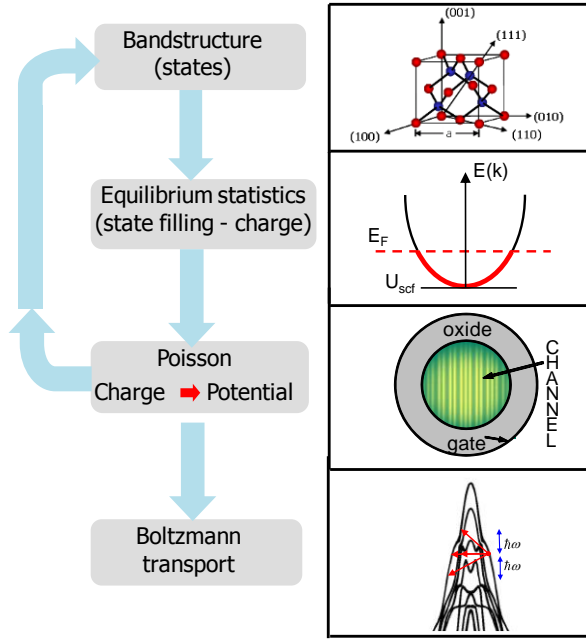 Bandstructure
(states)
Equilibrium statistics
(state filling - charge)
Poisson
Charge Potential
Boltzmann
transport
(001)
(111)
(010)
(100)
a
(110)
E(k)
E_F
U_scf
oxide
CHANNEL
gate
ħω
ħω